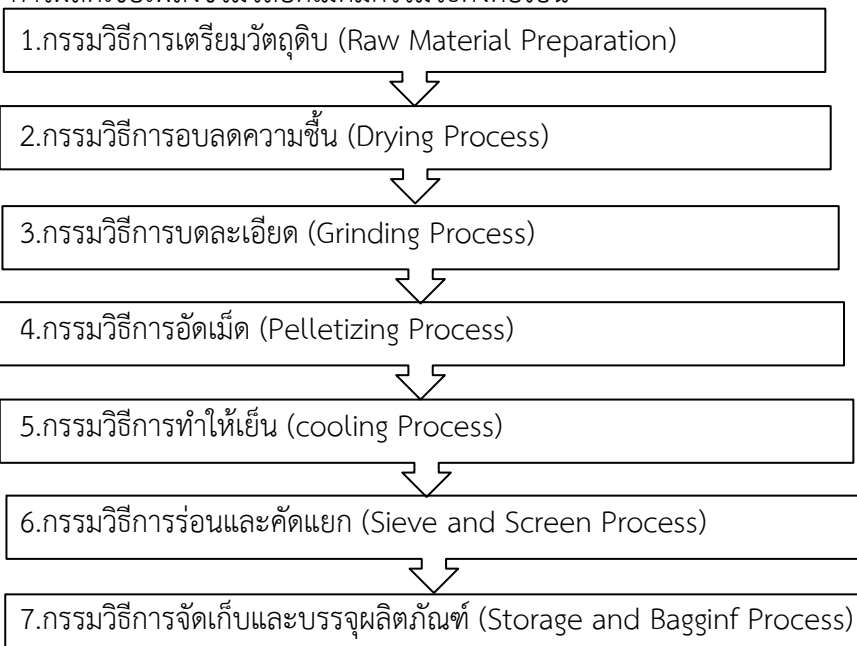 1.กรรมวิธีการเตรียมวัตถุดิบ (Raw Material Preparation)
2.กรรมวิธีการอบลดความชื้น (Drying Process)
3.กรรมวิธีการบดละเอียด (Grinding Process)
4.กรรมวิธีการอัดเม็ด (Pelletizing Process)
5.กรรมวิธีการทำให้เย็น (cooling Process)
6.กรรมวิธีการร่อนและคัดแยก (Sieve and Screen Process)
7.กรรมวิธีการจัดเก็บและบรรจุผลิตภัณฑ์ (Storage and Bagginf Process)